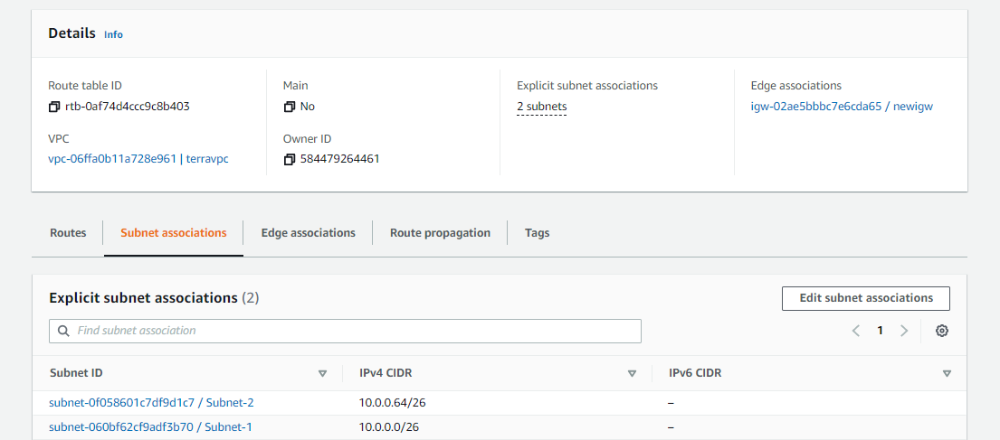 Details Info
Route table ID
rtb-0af74d4ccc9c8b403
Main
No
Explicit subnet associations
2 subnets
Edge associations
igw-02ae5bbbc7e6cda65 / newigw
VPC
vpc-06ffa0b11a728e961 | terravpc
Owner ID
584479264461
Routes Subnet associations Edge associations Route propagation Tags
Explicit subnet associations (2)
Edit subnet associations
Find subnet association
1
Subnet ID IPv4 CIDR IPv6 CIDR
subnet-0f058601c7df9d1c7 / Subnet-2 10.0.0.64/26 –
subnet-060bf62cf9adf3b70 / Subnet-1 10.0.0.0/26 –